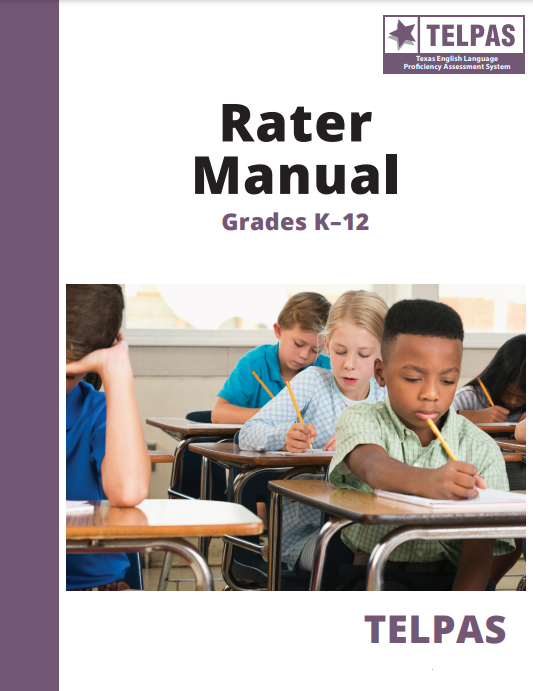 TELPAS
Texas English Language
Proficiency Assessment System
Rater
Manual
Grades K–12
TELPAS